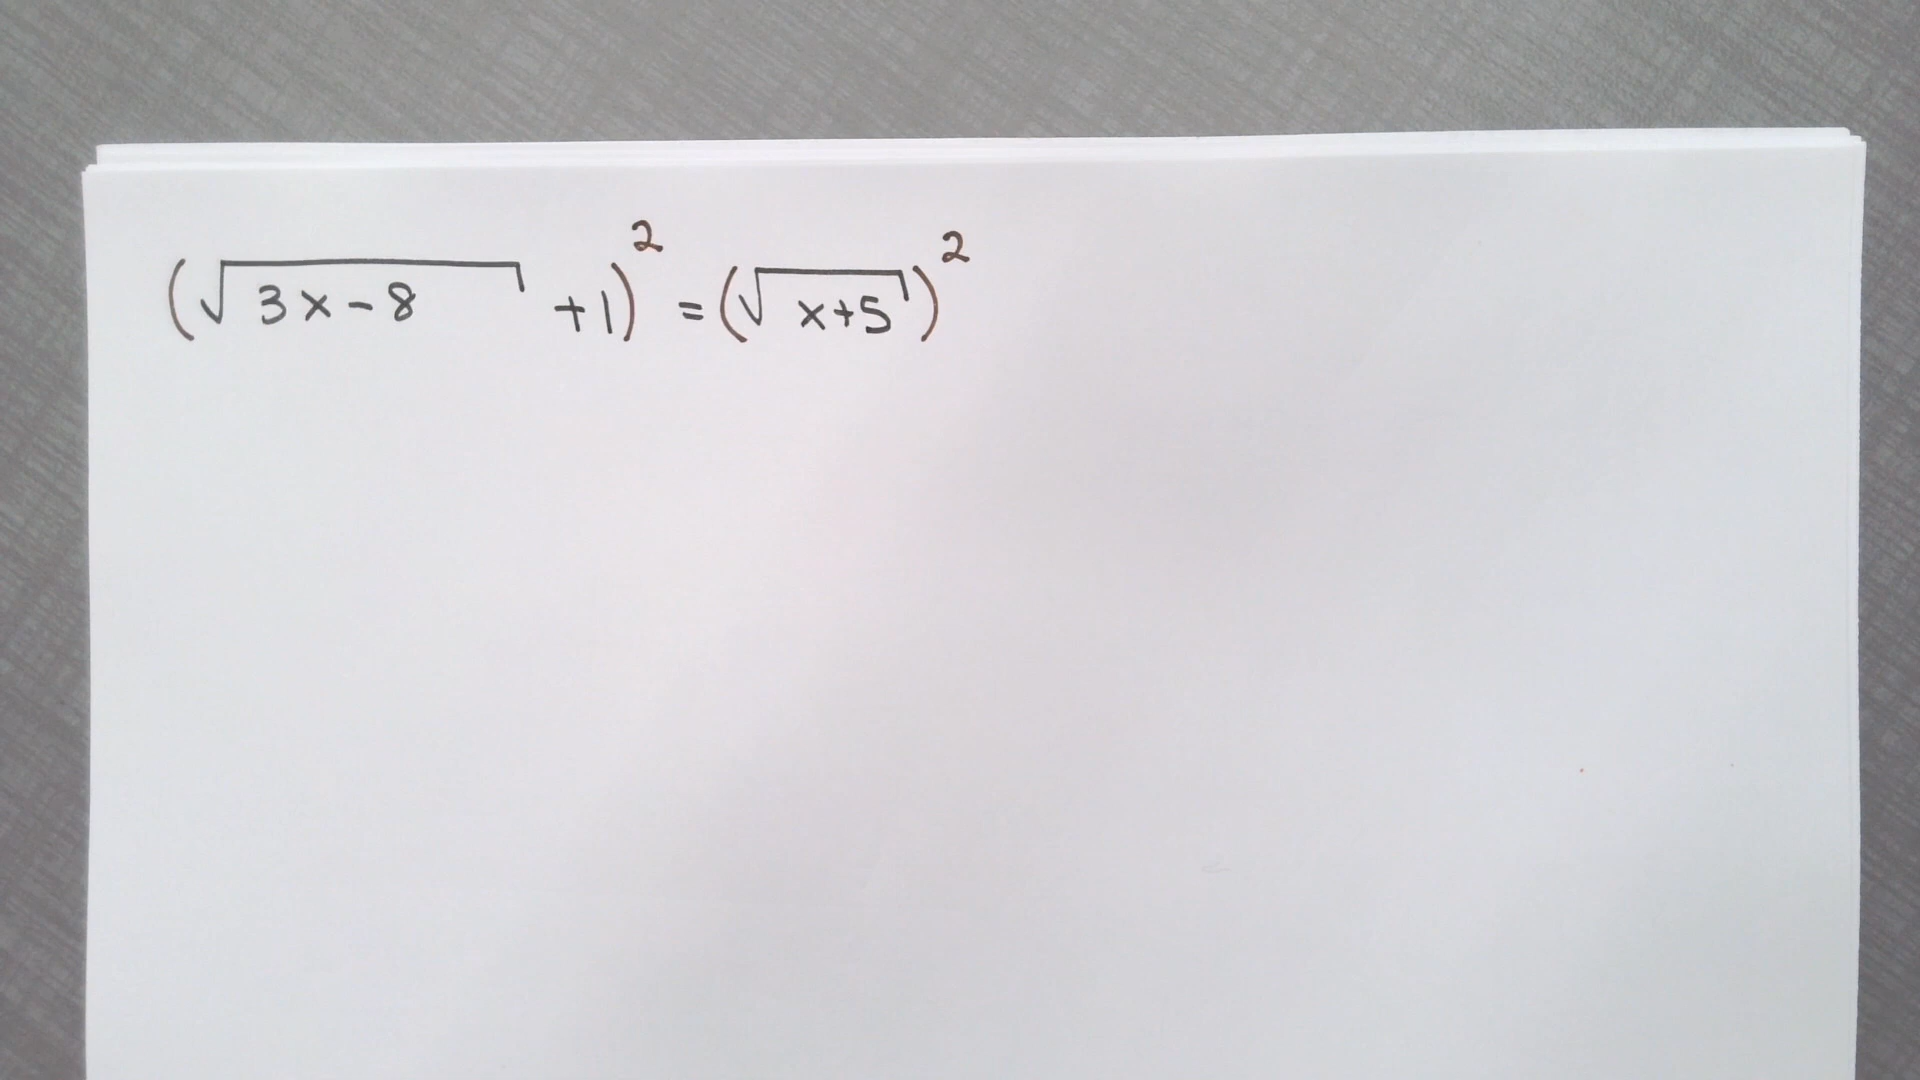 (√3x-8 +1)² = (√x+5)²